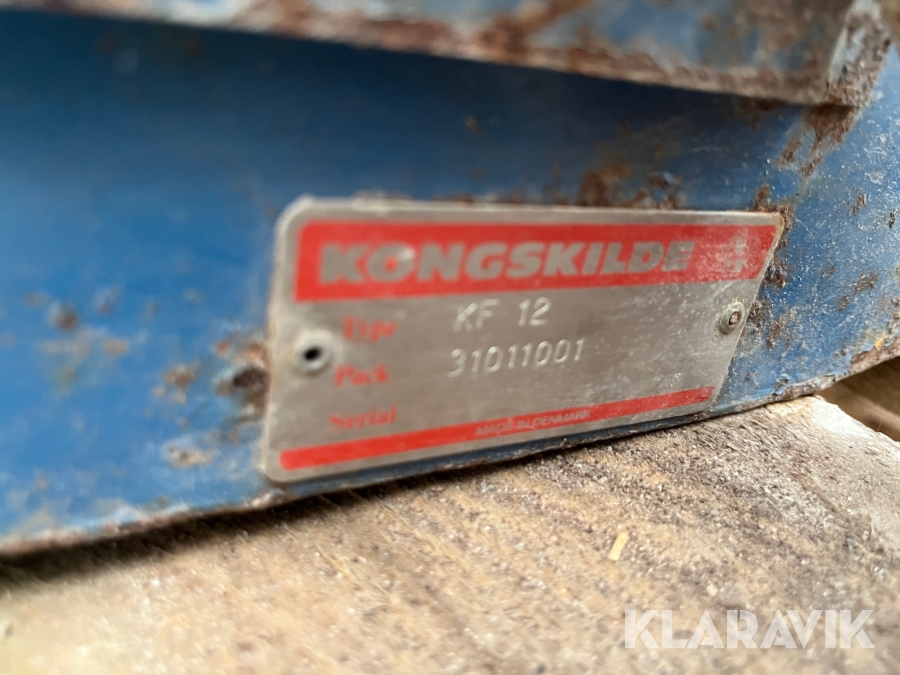 KONGSKILDE
Type KF 12
Pack 31011001
Serial
MADE IN DENMARK
KLARAVIK